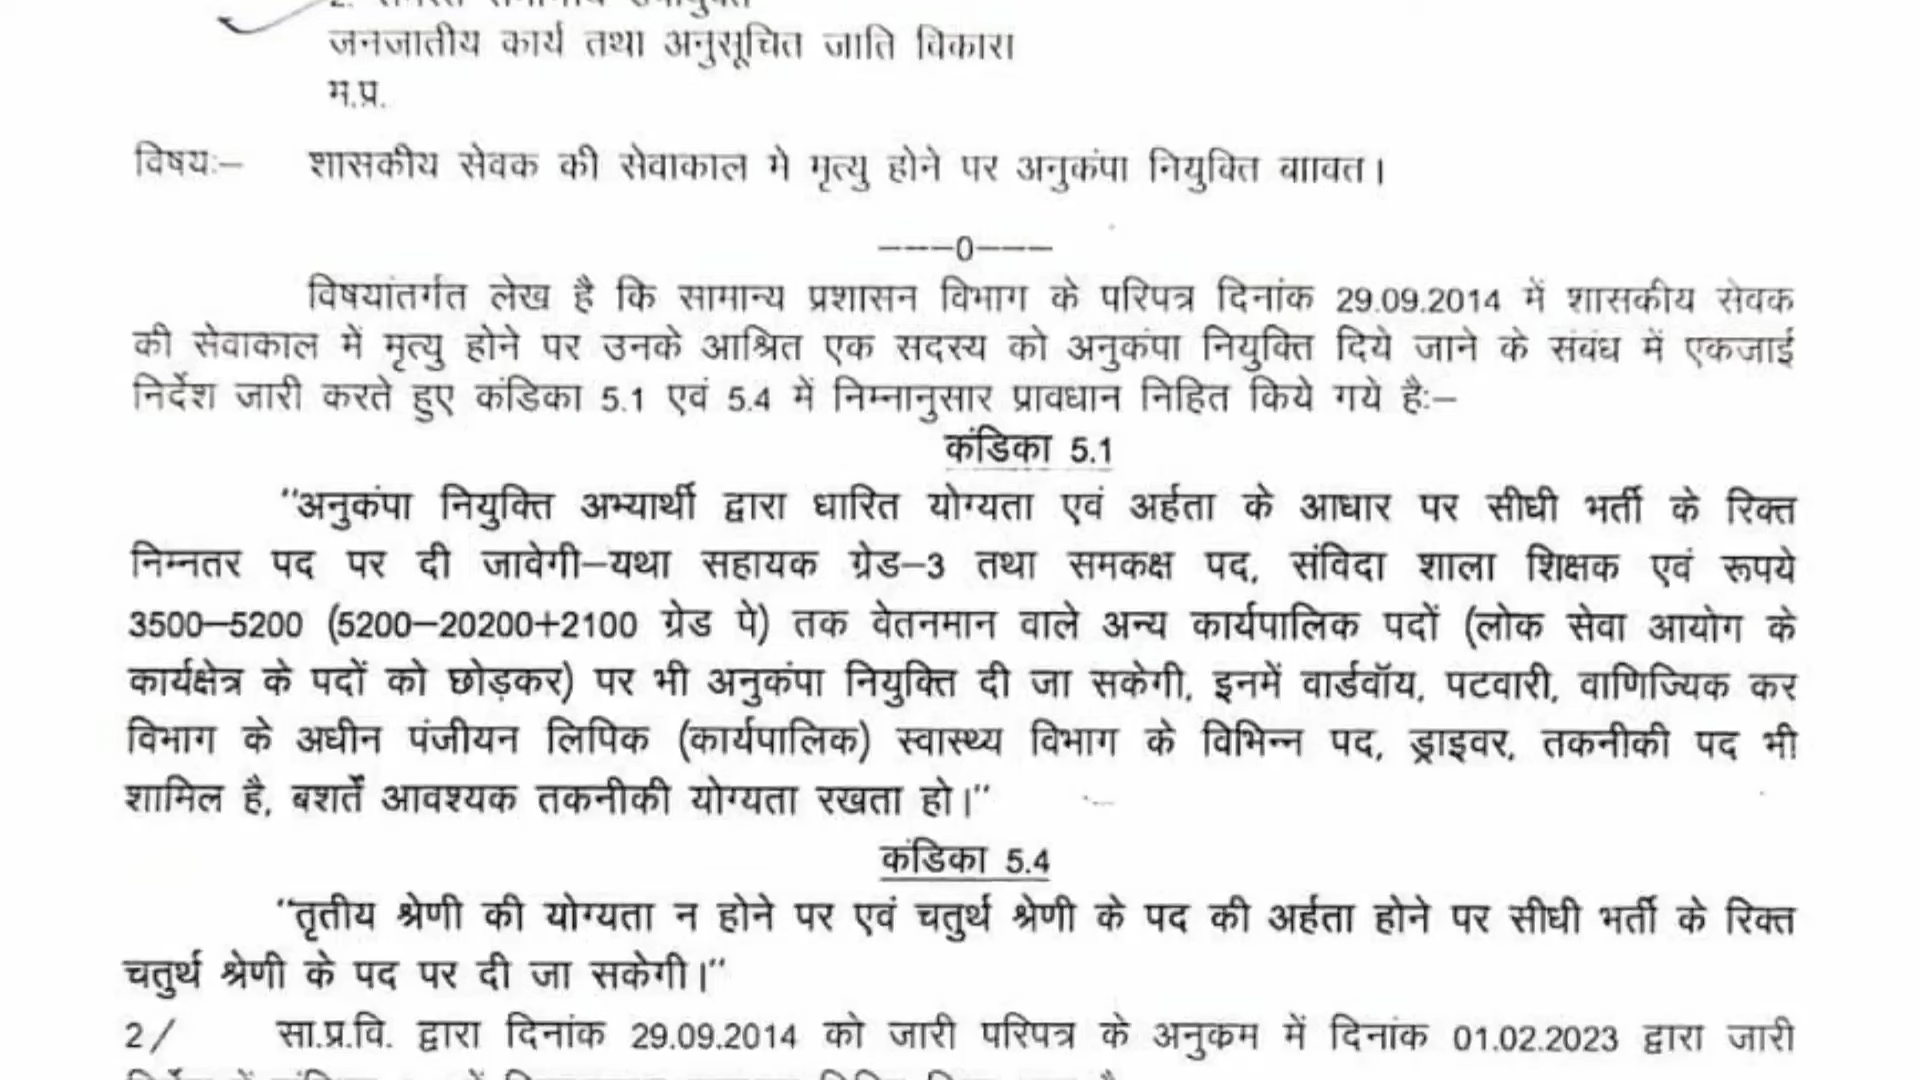 जनजातीय कार्य तथा अनुसूचित जाति विकास
म.प्र.
विषयः– शासकीय सेवक की सेवाकाल मे मृत्यु होने पर अनुकंपा नियुक्ति बाावत।
–––0–––
विषयांतर्गत लेख है कि सामान्य प्रशासन विभाग के परिपत्र दिनांक 29.09.2014 में शासकीय सेवक
की सेवाकाल में मृत्यु होने पर उनके आश्रित एक सदस्य को अनुकंपा नियुक्ति दिये जाने के संबंध में एकजाई
निर्देश जारी करते हुए कंडिका 5.1 एवं 5.4 में निम्नानुसार प्रावधान निहित किये गये है:–
कंडिका 5.1
"अनुकंपा नियुक्ति अभ्यार्थी द्वारा धारित योग्यता एवं अर्हता के आधार पर सीधी भर्ती के रिक्त
निम्नतर पद पर दी जावेगी–यथा सहायक ग्रेड–3 तथा समकक्ष पद, संविदा शाला शिक्षक एवं रूपये
3500–5200 (5200–20200+2100 ग्रेड पे) तक वेतनमान वाले अन्य कार्यपालिक पदों (लोक सेवा आयोग के
कार्यक्षेत्र के पदों को छोड़कर) पर भी अनुकंपा नियुक्ति दी जा सकेगी, इनमें वार्डवॉय, पटवारी, वाणिज्यिक कर
विभाग के अधीन पंजीयन लिपिक (कार्यपालिक) स्वास्थ्य विभाग के विभिन्न पद, ड्राइवर, तकनीकी पद भी
शामिल है, बशर्तें आवश्यक तकनीकी योग्यता रखता हो।"
कंडिका 5.4
"तृतीय श्रेणी की योग्यता न होने पर एवं चतुर्थ श्रेणी के पद की अर्हता होने पर सीधी भर्ती के रिक्त
चतुर्थ श्रेणी के पद पर दी जा सकेगी।"
2/ सा.प्र.वि. द्वारा दिनांक 29.09.2014 को जारी परिपत्र के अनुकम में दिनांक 01.02.2023 द्वारा जारी